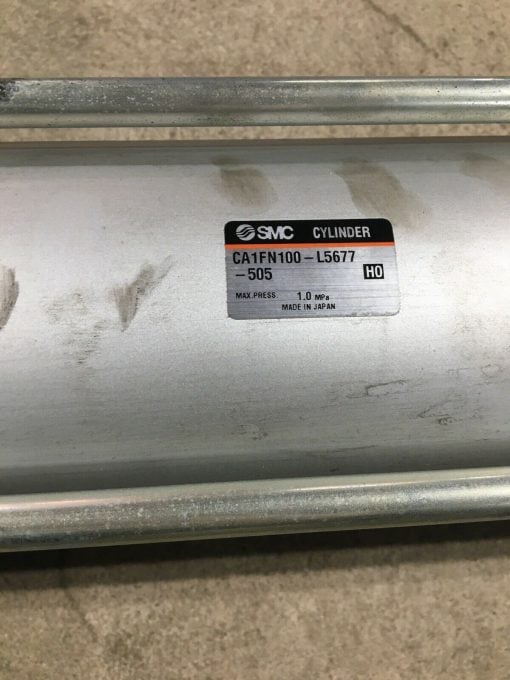 SMC CYLINDER
CA1FN100-L5677
-505 HO
MAX.PRESS. 1.0 MPa
MADE IN JAPAN